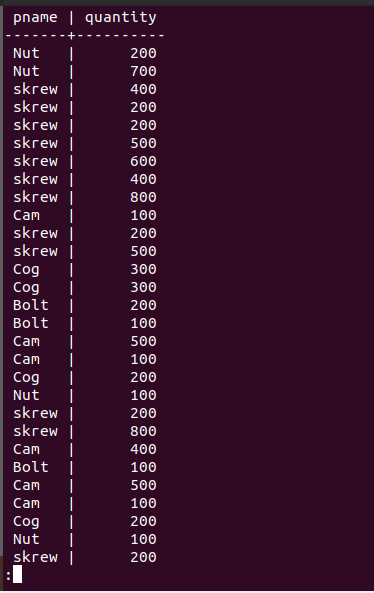 pname | quantity
-------+----------
Nut   |      200
Nut   |      700
skrew |      400
skrew |      200
skrew |      200
skrew |      500
skrew |      600
skrew |      400
skrew |      800
Cam   |      100
skrew |      200
skrew |      500
Cog   |      300
Cog   |      300
Bolt  |      200
Bolt  |      100
Cam   |      500
Cam   |      100
Cog   |      200
Nut   |      100
skrew |      200
skrew |      800
Cam   |      400
Bolt  |      100
Cam   |      500
Cam   |      100
Cog   |      200
Nut   |      100
skrew |      200
: